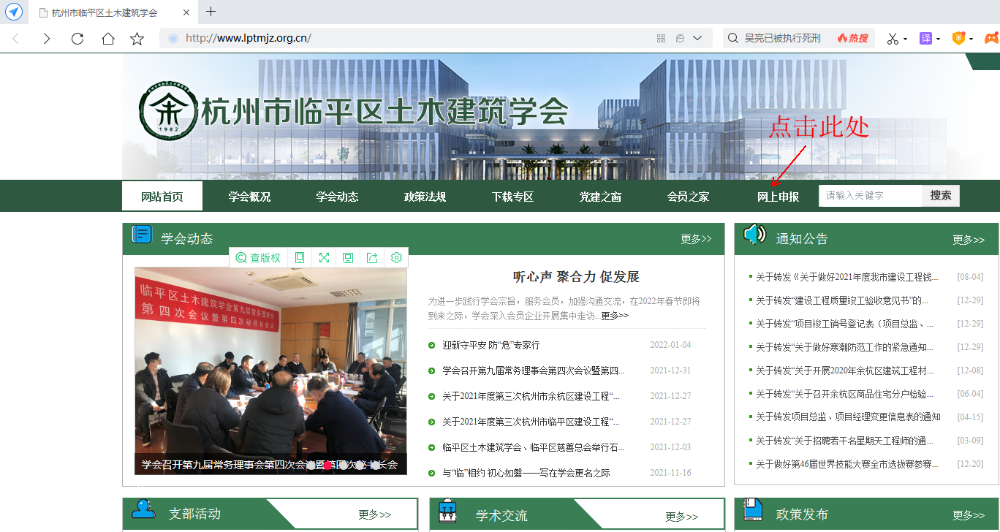 杭州市临平区土木建筑学会
http://www.lptmjz.org.cn/
吴亮已被执行死刑
热搜
译
杭州市临平区土木建筑学会
1982
点击此处
网站首页 学会概况 学会动态 政策法规 下载专区 党建之窗 会员之家 网上申报 请输入关键字 搜索
学会动态 更多>>
查版权
临平区土木建筑学会第九届常务理事会
第四次会议暨第四次秘书长会议
学会召开第九届常务理事会第四次会议暨第四次秘书长会
听心声 聚合力 促发展
为进一步践行学会宗旨，服务会员，加强沟通交流，在2022年春节即将
到来之际，学会深入会员企业开展集中走访...更多>>
迎新守平安 防“危”专家行 2022-01-04
学会召开第九届常务理事会第四次会议暨第四... 2021-12-31
关于2021年度第三次杭州市余杭区建设工程“... 2021-12-27
关于2021年度第三次杭州市临平区建设工程“... 2021-12-27
临平区土木建筑学会、临平区慈善总会举行石... 2021-12-03
与“临”相约 初心如磐——写在学会更名之际 2021-11-16
通知公告 更多>>
关于转发《关于做好2021年度我市建设工程钱... [08-04]
关于转发“建设工程质量竣工验收意见书”的... [12-29]
关于转发“项目竣工销号登记表（项目总监、... [12-29]
关于转发“关于做好寒潮防范工作的紧急通知... [12-29]
关于转发“关于开展2020年余杭区建筑工程材... [12-08]
关于转发“关于召开余杭区商品住宅分户检验... [06-04]
关于转发项目总监、项目经理变更信息表的通知 [04-15]
关于转发“关于招聘若干名星期天工程师的通... [03-09]
关于做好第46届世界技能大赛全市选拔赛参赛... [12-20]
支部活动 更多>>
学术交流 更多>>
政策发布 更多>>